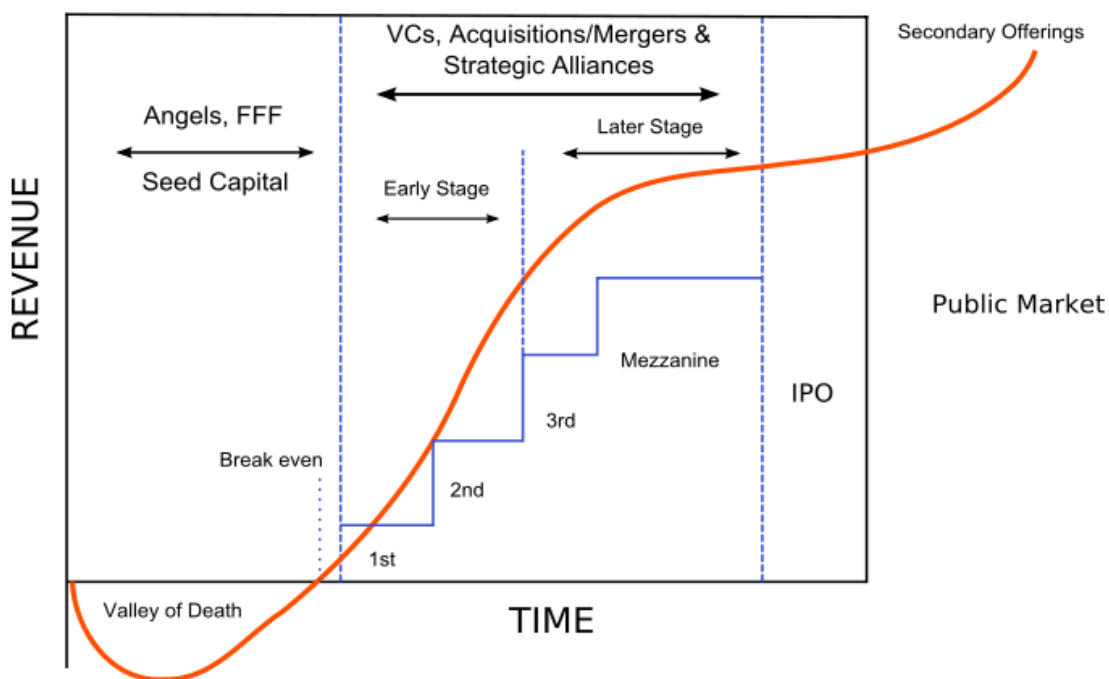 VCs, Acquisitions/Mergers &
Strategic Alliances
Secondary Offerings
Angels, FFF
Later Stage
Seed Capital
Early Stage
REVENUE
Public Market
Mezzanine
IPO
3rd
Break even
2nd
1st
Valley of Death
TIME